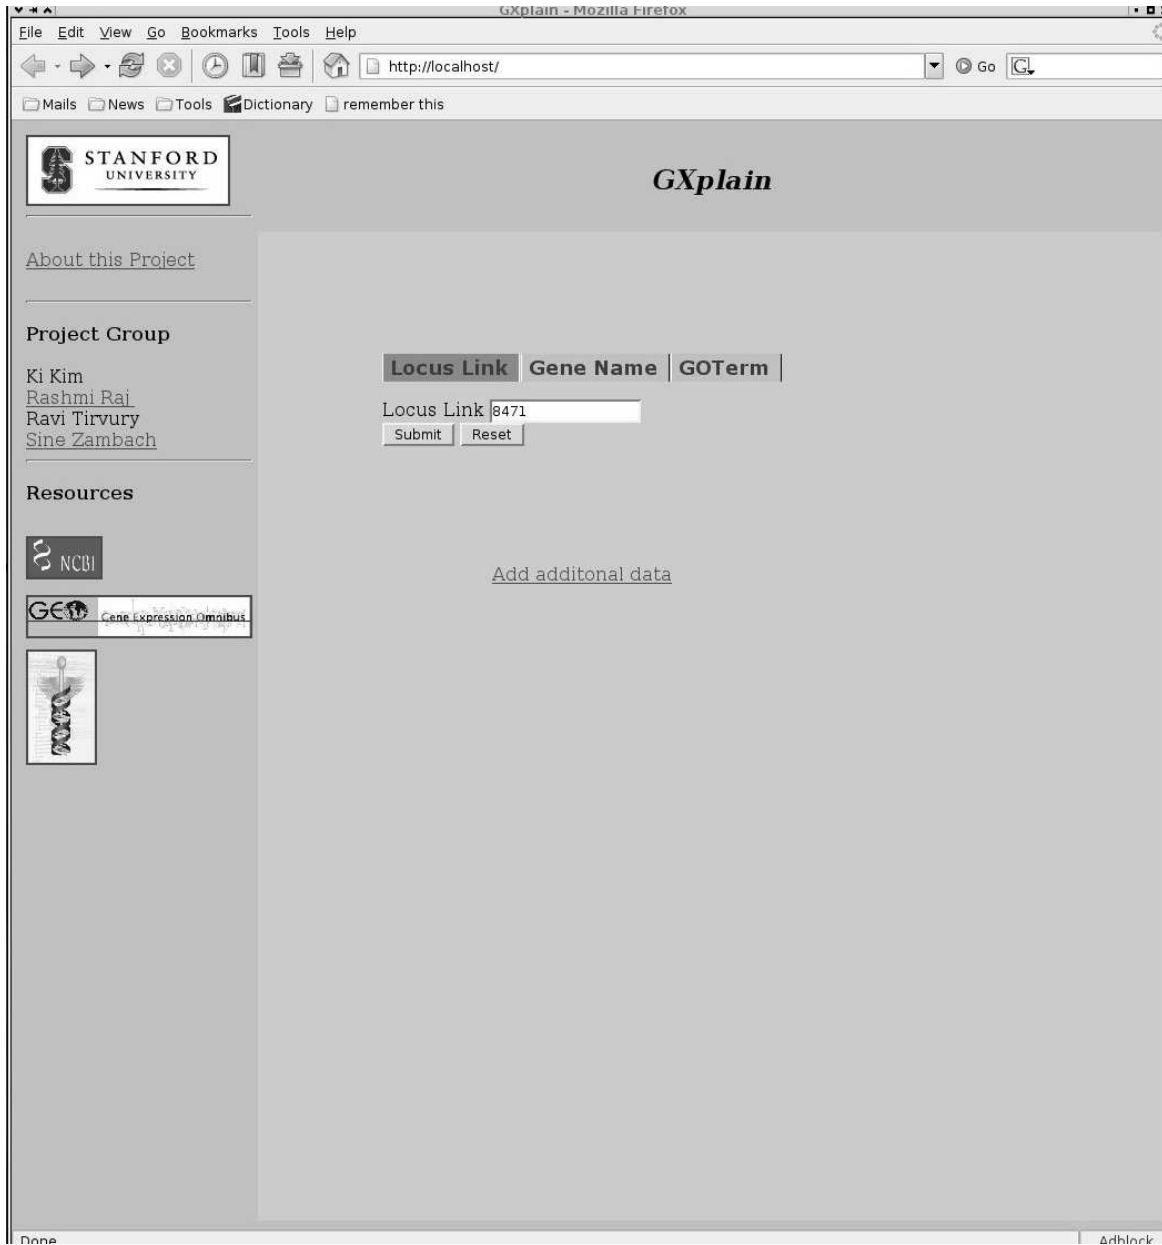 GXplain - Mozilla Firefox
File Edit View Go Bookmarks Tools Help
http://localhost/ Go G
Mails News Tools Dictionary remember this
STANFORD
UNIVERSITY
GXplain
About this Project
Project Group
Ki Kim
Rashmi Raj
Ravi Tirvury
Sine Zambach
Resources
NCBI
GEO Gene Expression Omnibus
Locus Link Gene Name GOTerm
Locus Link 8471
Submit Reset
Add additonal data
Done Adblock